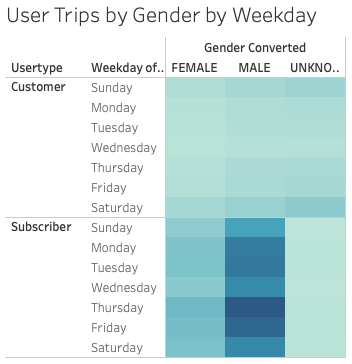 User Trips by Gender by Weekday
Gender Converted
Usertype Weekday of.. FEMALE MALE UNKNO..
Customer Sunday
Monday
Tuesday
Wednesday
Thursday
Friday
Saturday
Subscriber Sunday
Monday
Tuesday
Wednesday
Thursday
Friday
Saturday